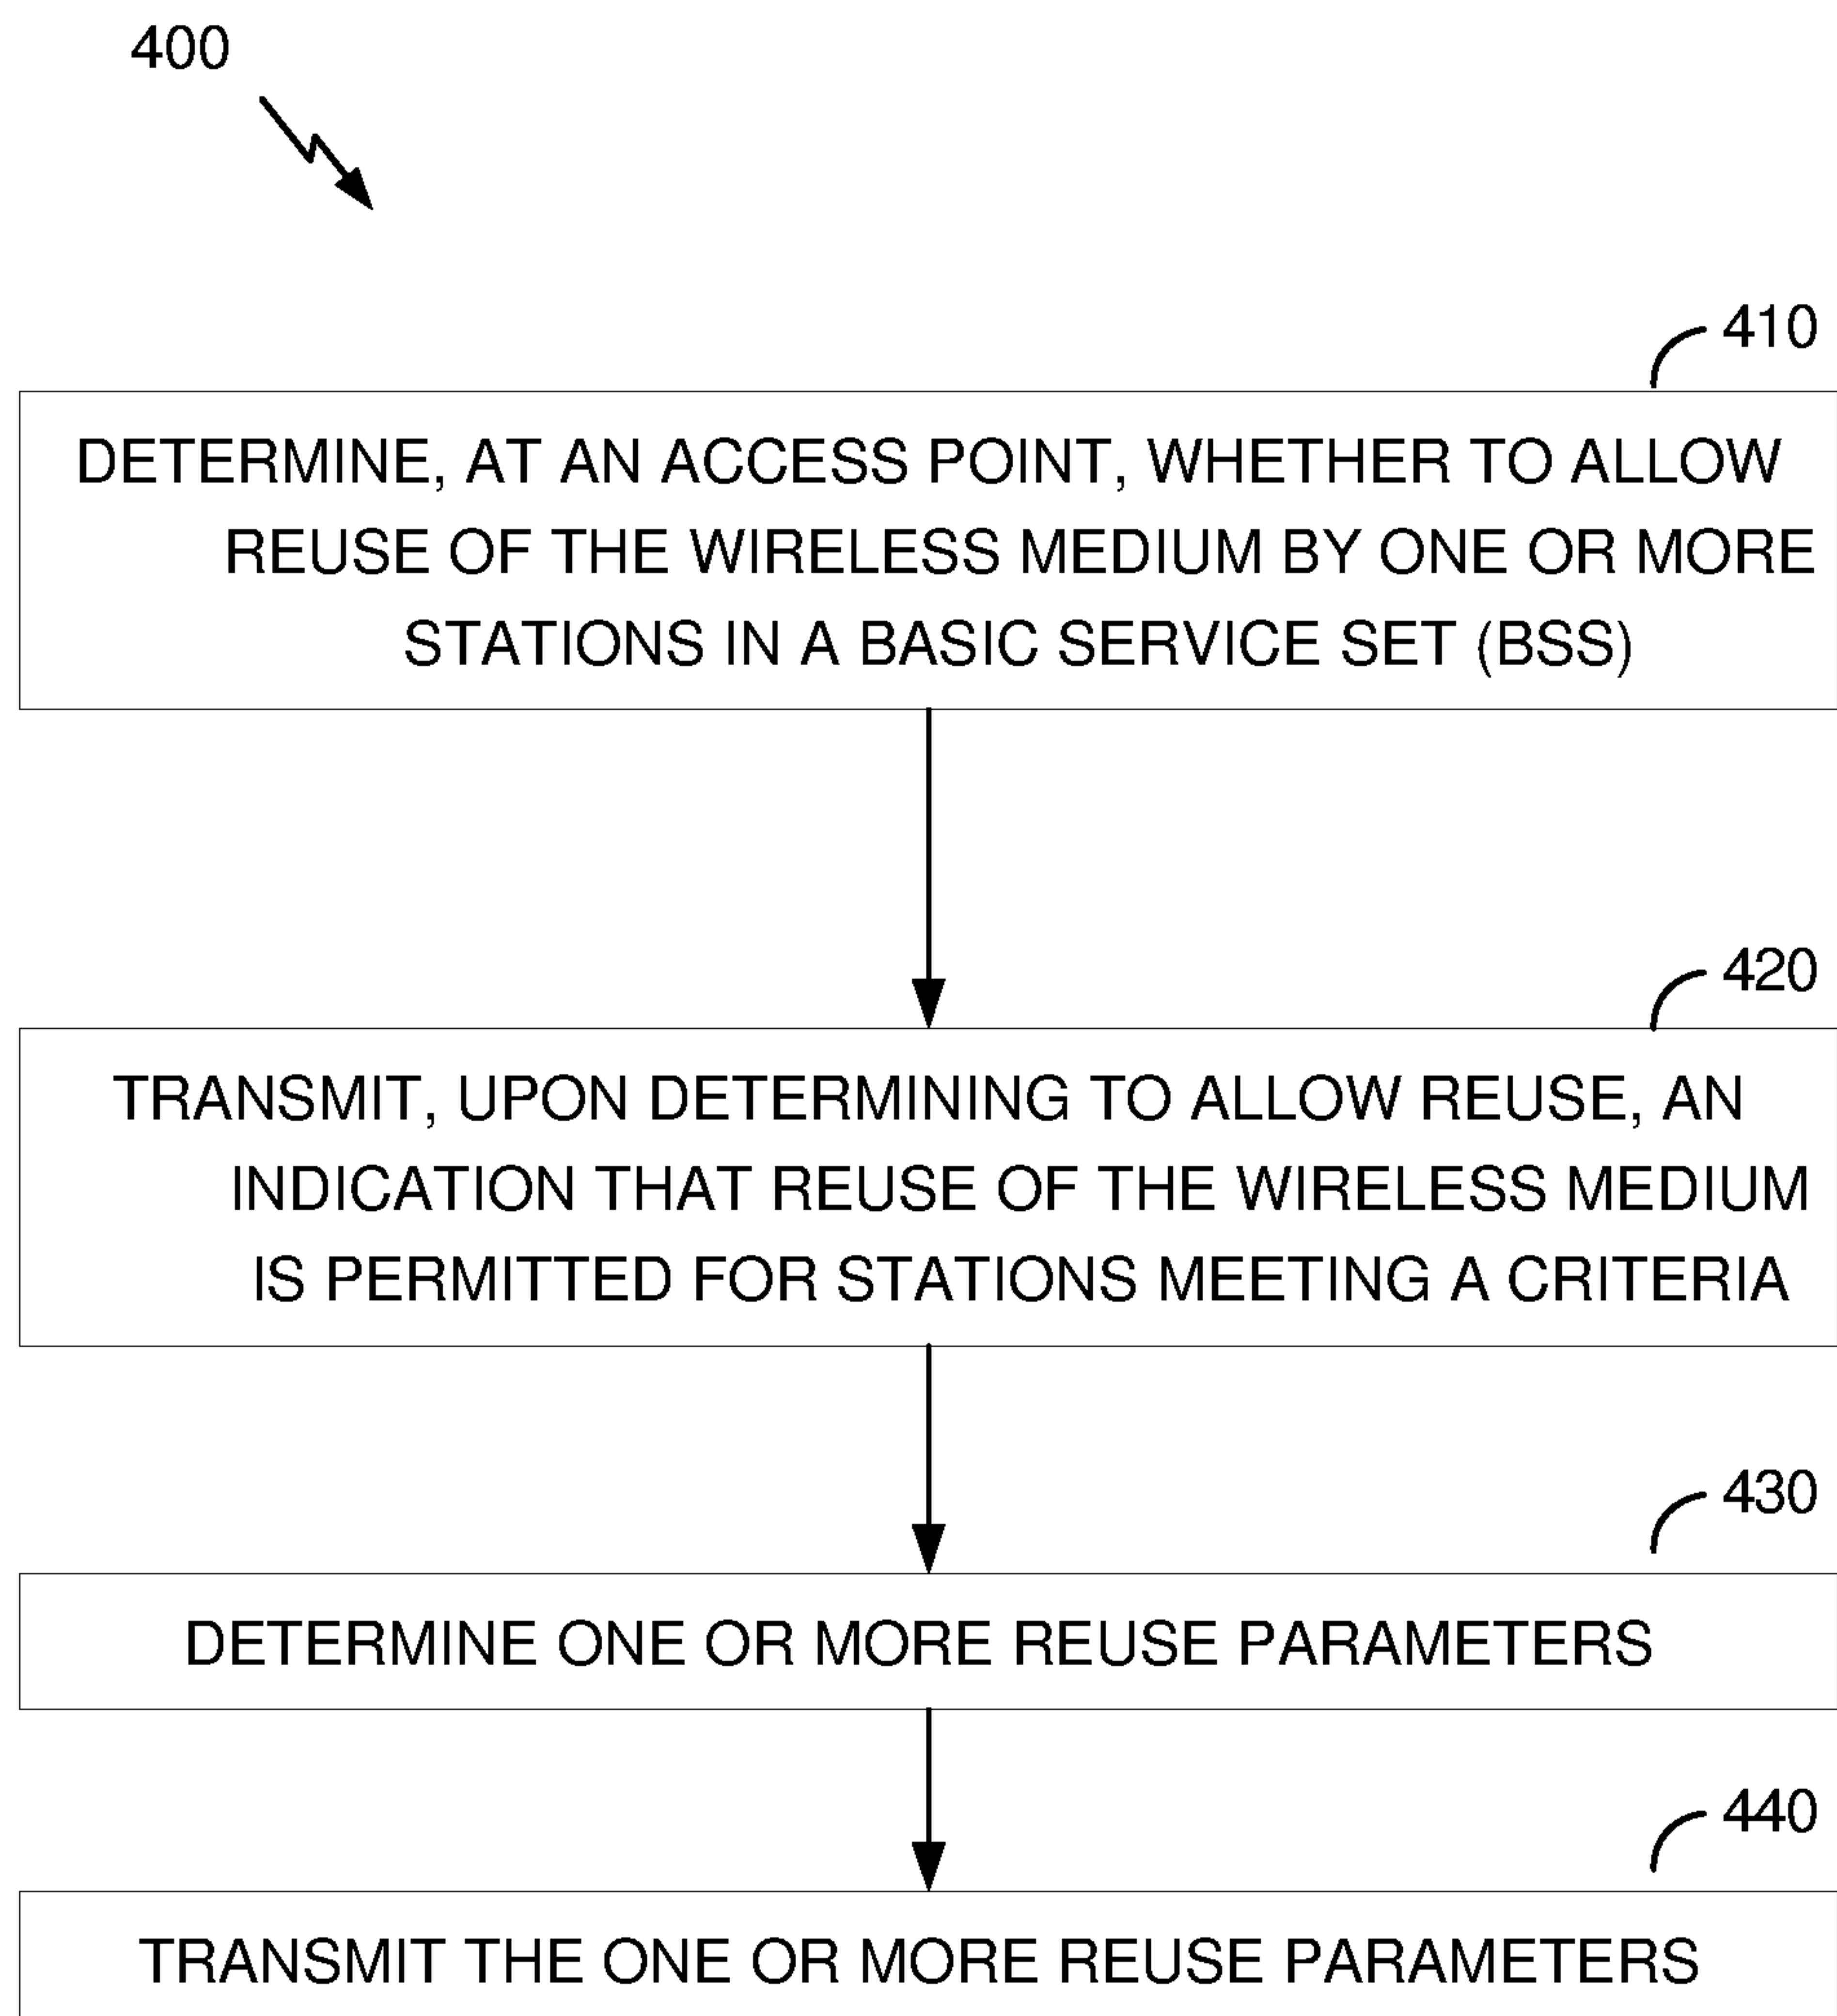 400
410
DETERMINE, AT AN ACCESS POINT, WHETHER TO ALLOW
REUSE OF THE WIRELESS MEDIUM BY ONE OR MORE
STATIONS IN A BASIC SERVICE SET (BSS)
420
TRANSMIT, UPON DETERMINING TO ALLOW REUSE, AN
INDICATION THAT REUSE OF THE WIRELESS MEDIUM
IS PERMITTED FOR STATIONS MEETING A CRITERIA
430
DETERMINE ONE OR MORE REUSE PARAMETERS
440
TRANSMIT THE ONE OR MORE REUSE PARAMETERS